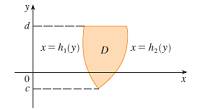 y
d
x = h₁(y) D x = h₂(y)
0 x
c